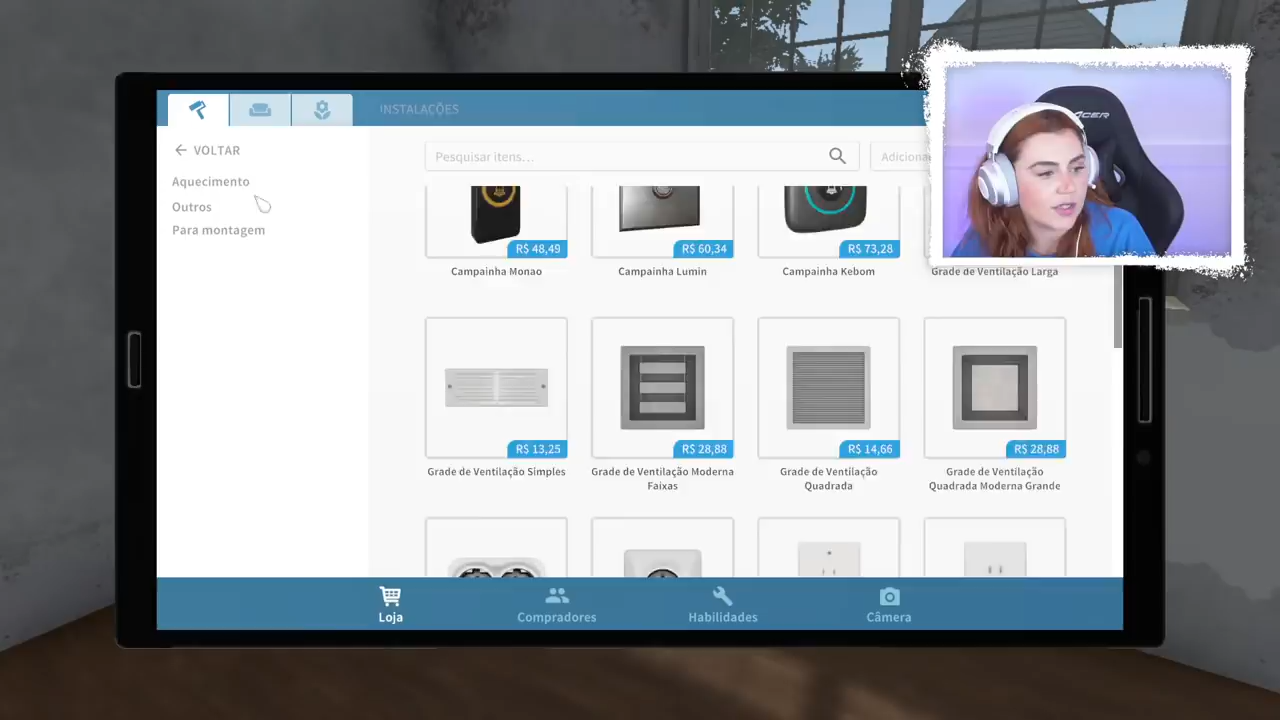 INSTALAÇÕES
VOLTAR
Pesquisar itens...
Adiciona
Aquecimento
Outros
Para montagem
R$ 48,49
R$ 60,34
R$ 73,28
Campainha Monao
Campainha Lumin
Campainha Kebom
Grade de Ventilação Larga
R$ 13,25
R$ 28,88
R$ 14,66
R$ 28,88
Grade de Ventilação Simples
Grade de Ventilação Moderna
Faixas
Grade de Ventilação
Quadrada
Grade de Ventilação
Quadrada Moderna Grande
Loja
Compradores
Habilidades
Câmera
ACER